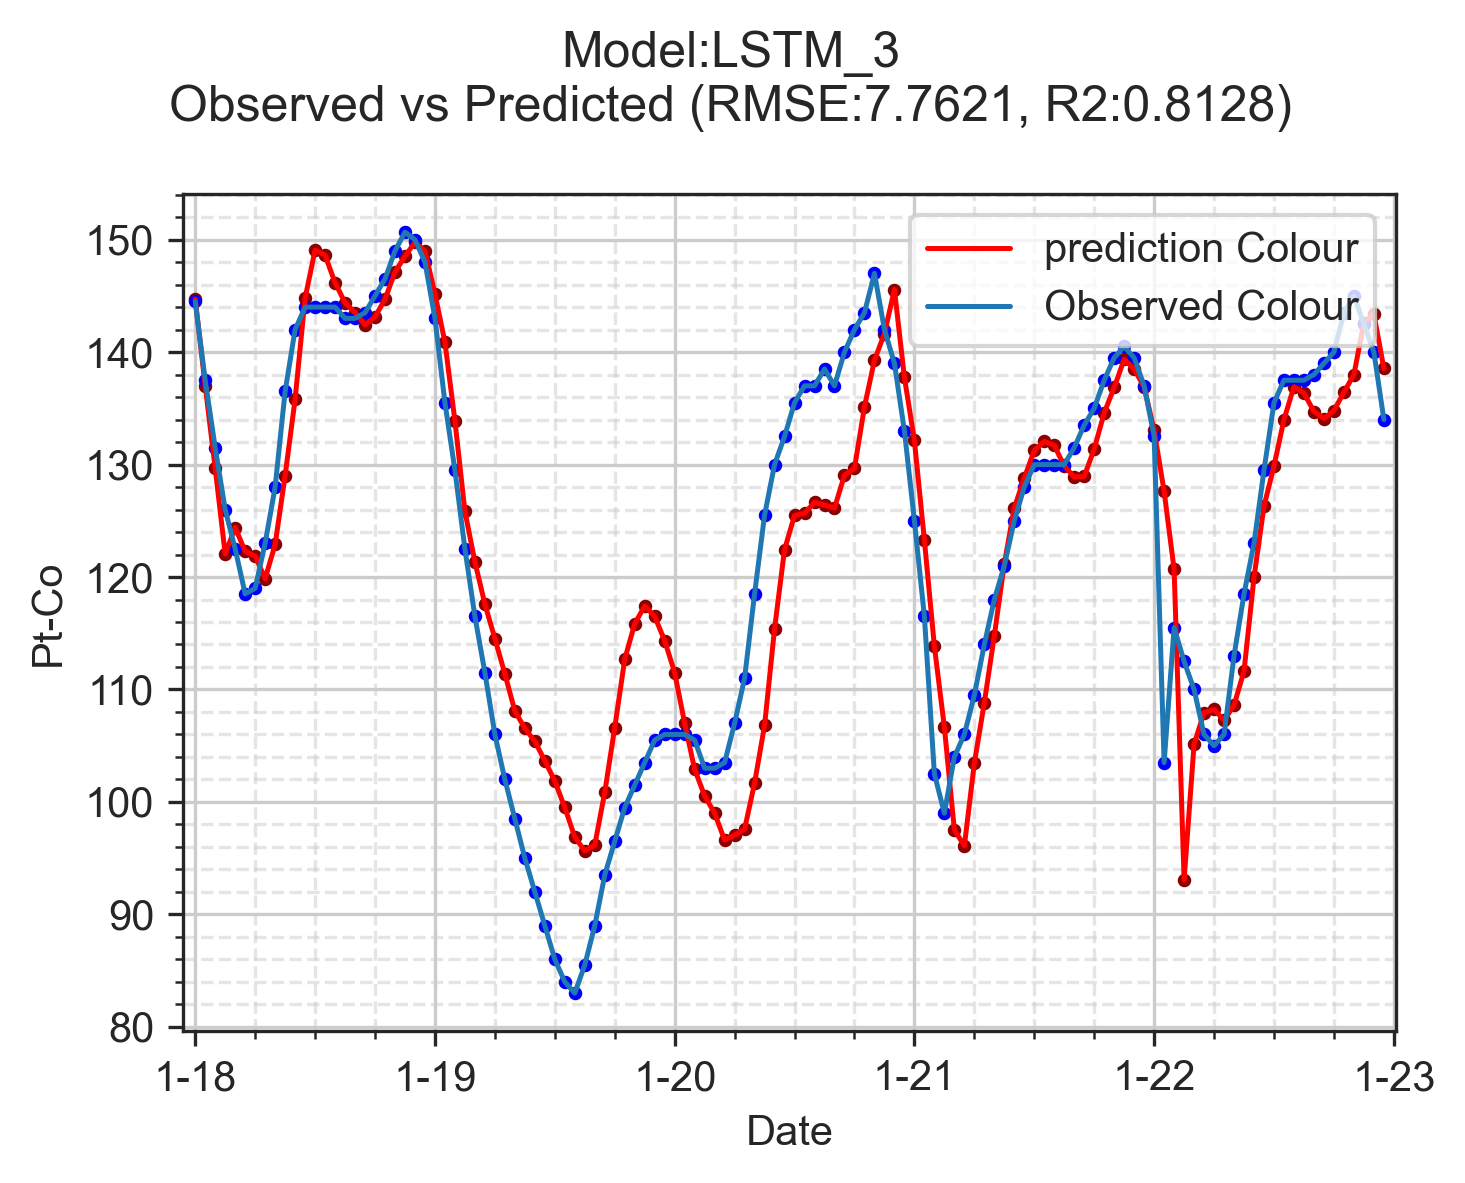 Model:LSTM_3
Observed vs Predicted (RMSE:7.7621, R2:0.8128)
prediction Colour
Observed Colour
150
140
130
120
110
100
90
80
Pt-Co
1-18
1-19
1-20
1-21
1-22
1-23
Date